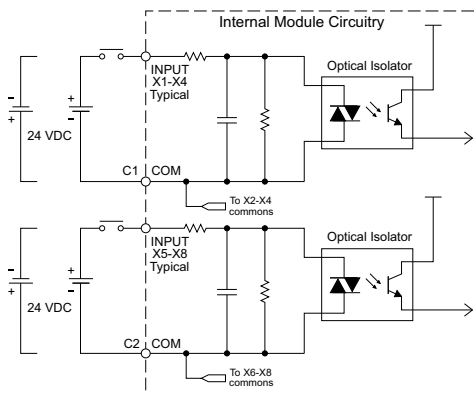 Internal Module Circuitry
INPUT
X1-X4
Typical
Optical Isolator
-
+
+
-
24 VDC
C1
COM
To X2-X4
commons
INPUT
X5-X8
Typical
Optical Isolator
-
+
+
-
24 VDC
C2
COM
To X6-X8
commons